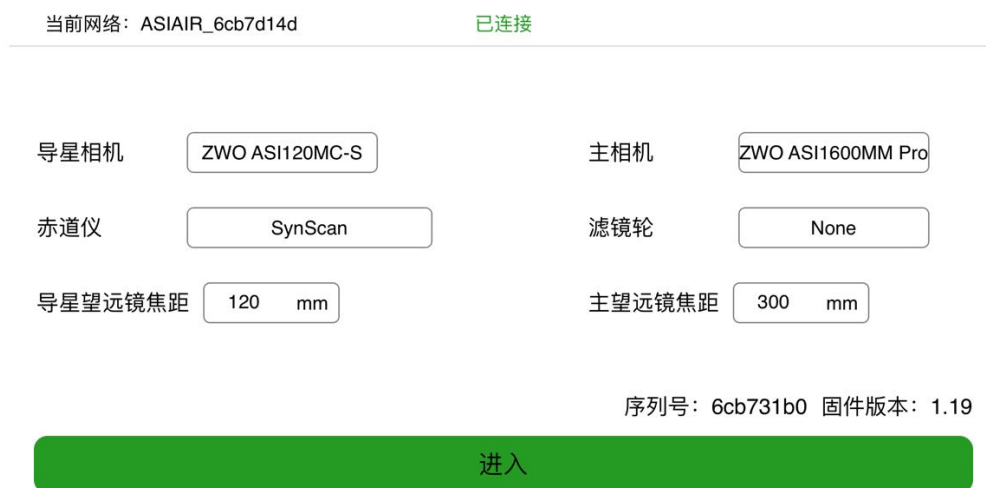 当前网络：ASIAIR_6cb7d14d 已连接
导星相机 ZWO ASI120MC-S 主相机 ZWO ASI1600MM Pro
赤道仪 SynScan 滤镜轮 None
导星望远镜焦距 120 mm 主望远镜焦距 300 mm
序列号：6cb731b0 固件版本：1.19
进入